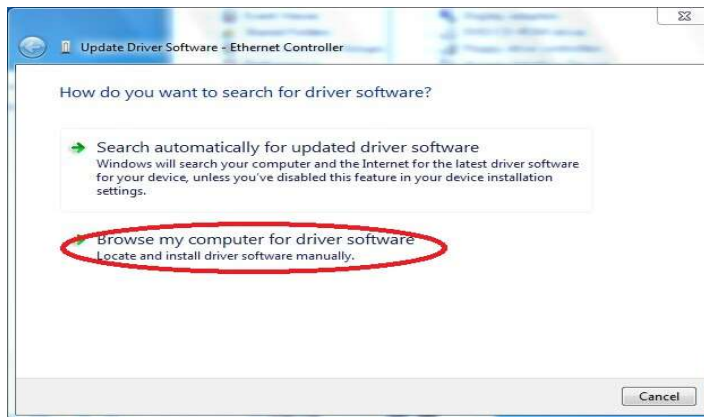 Update Driver Software - Ethernet Controller
How do you want to search for driver software?
Search automatically for updated driver software
Windows will search your computer and the Internet for the latest driver software
for your device, unless you've disabled this feature in your device installation
settings.
Browse my computer for driver software
Locate and install driver software manually.
Cancel